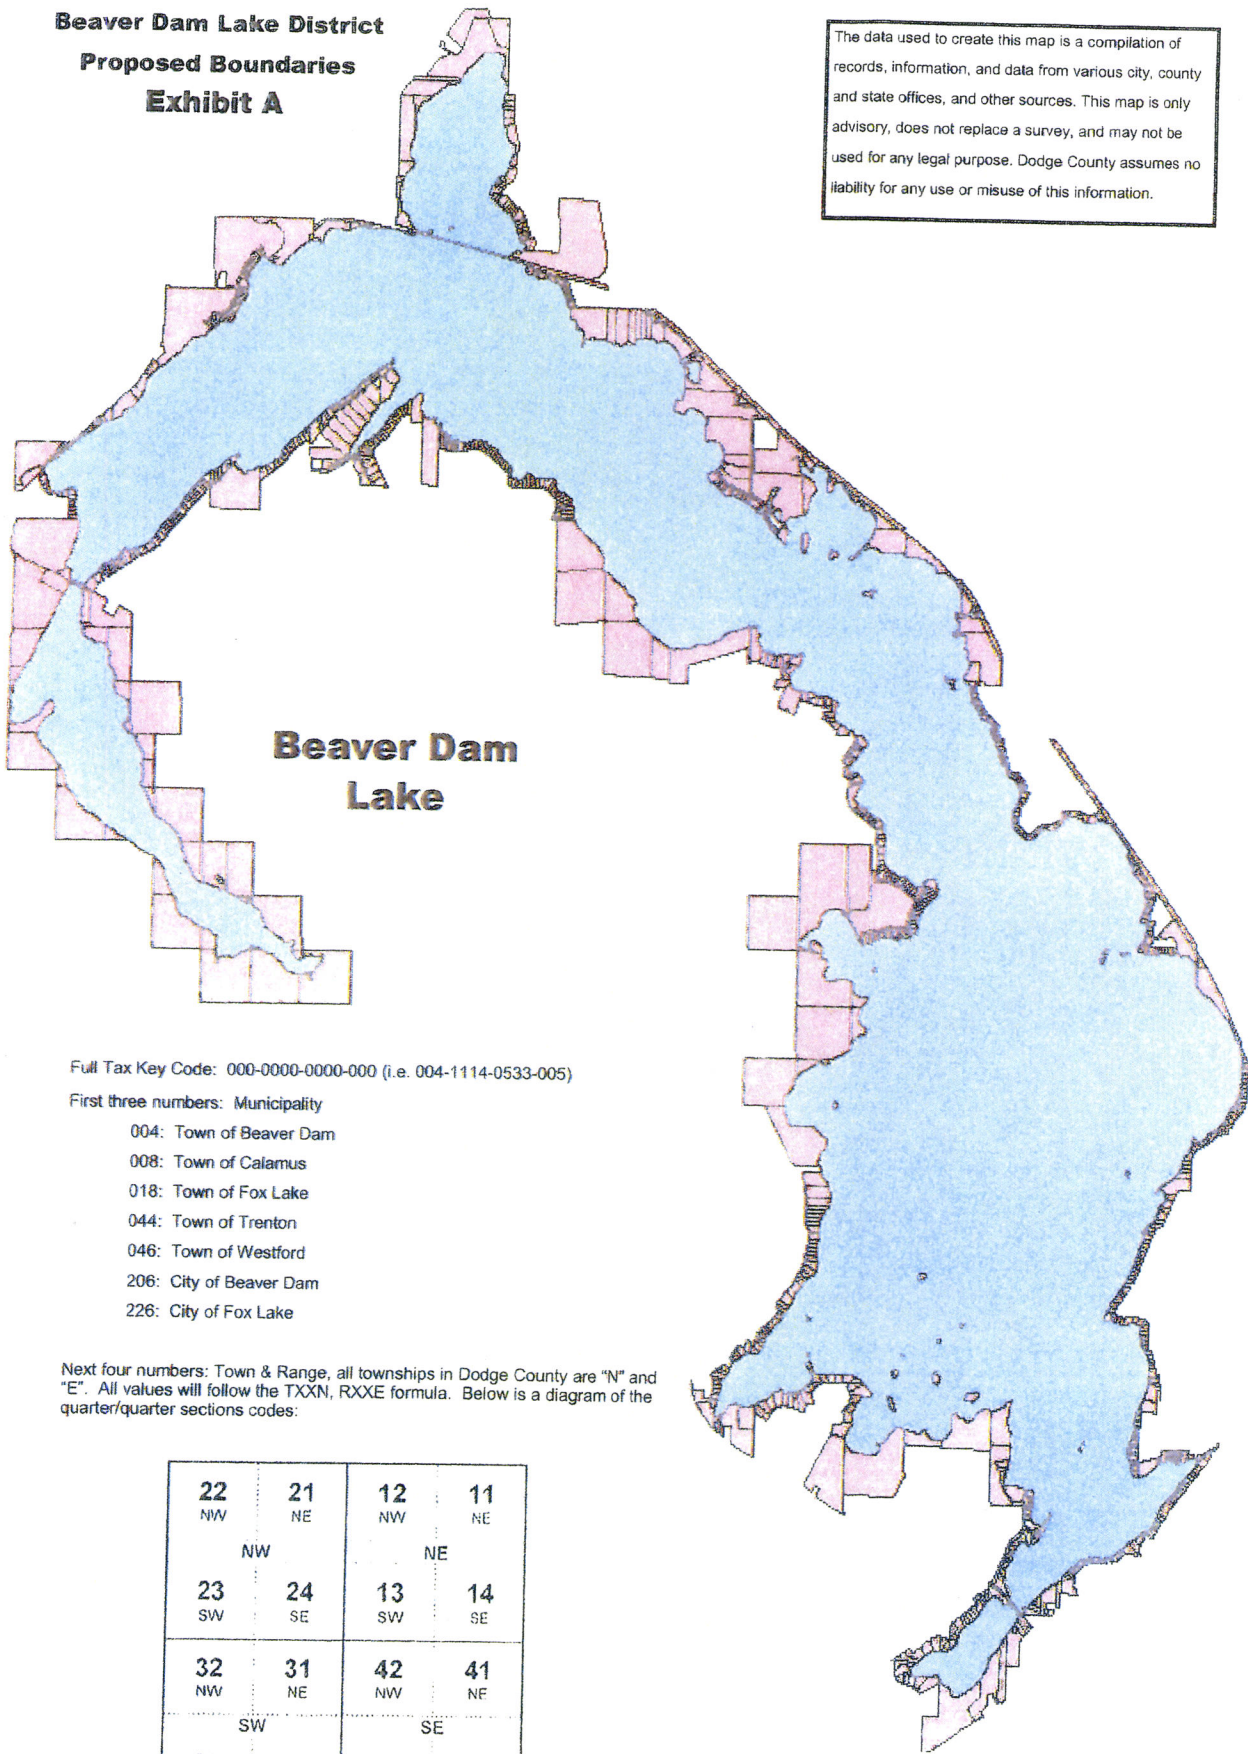 Beaver Dam Lake District
Proposed Boundaries
Exhibit A
The data used to create this map is a compilation of
records, information, and data from various city, county
and state offices, and other sources. This map is only
advisory, does not replace a survey, and may not be
used for any legal purpose. Dodge County assumes no
liability for any use or misuse of this information.
Beaver Dam
Lake
Full Tax Key Code: 000-0000-0000-000 (i.e. 004-1114-0533-005)
First three numbers: Municipality
004: Town of Beaver Dam
008: Town of Calamus
018: Town of Fox Lake
044: Town of Trenton
046: Town of Westford
206: City of Beaver Dam
226: City of Fox Lake
Next four numbers: Town & Range, all townships in Dodge County are "N" and
"E". All values will follow the TXXN, RXXE formula. Below is a diagram of the
quarter/quarter sections codes:
22 21 12 11
NW NE NW NE
NW NE
23 24 13 14
SW SE SW SE
32 31 42 41
NW NE NW NE
SW SE